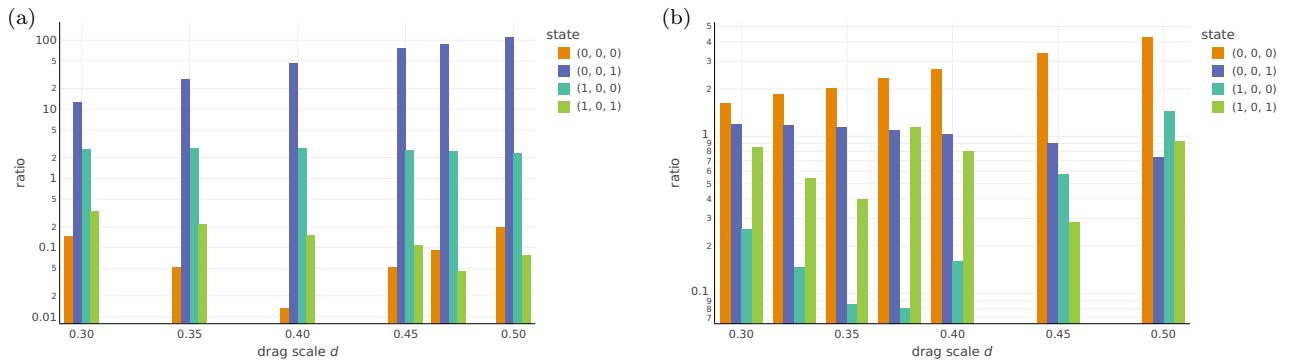 (a)
ratio
100
5
2
10
5
2
1
5
2
0.1
5
2
0.01
0.30
0.35
0.40
0.45
0.50
drag scale d
state
(0, 0, 0)
(0, 0, 1)
(1, 0, 0)
(1, 0, 1)
(b)
ratio
5
4
3
2
1
9
8
7
6
5
4
3
2
0.1
9
8
7
0.30
0.35
0.40
0.45
0.50
drag scale d
state
(0, 0, 0)
(0, 0, 1)
(1, 0, 0)
(1, 0, 1)